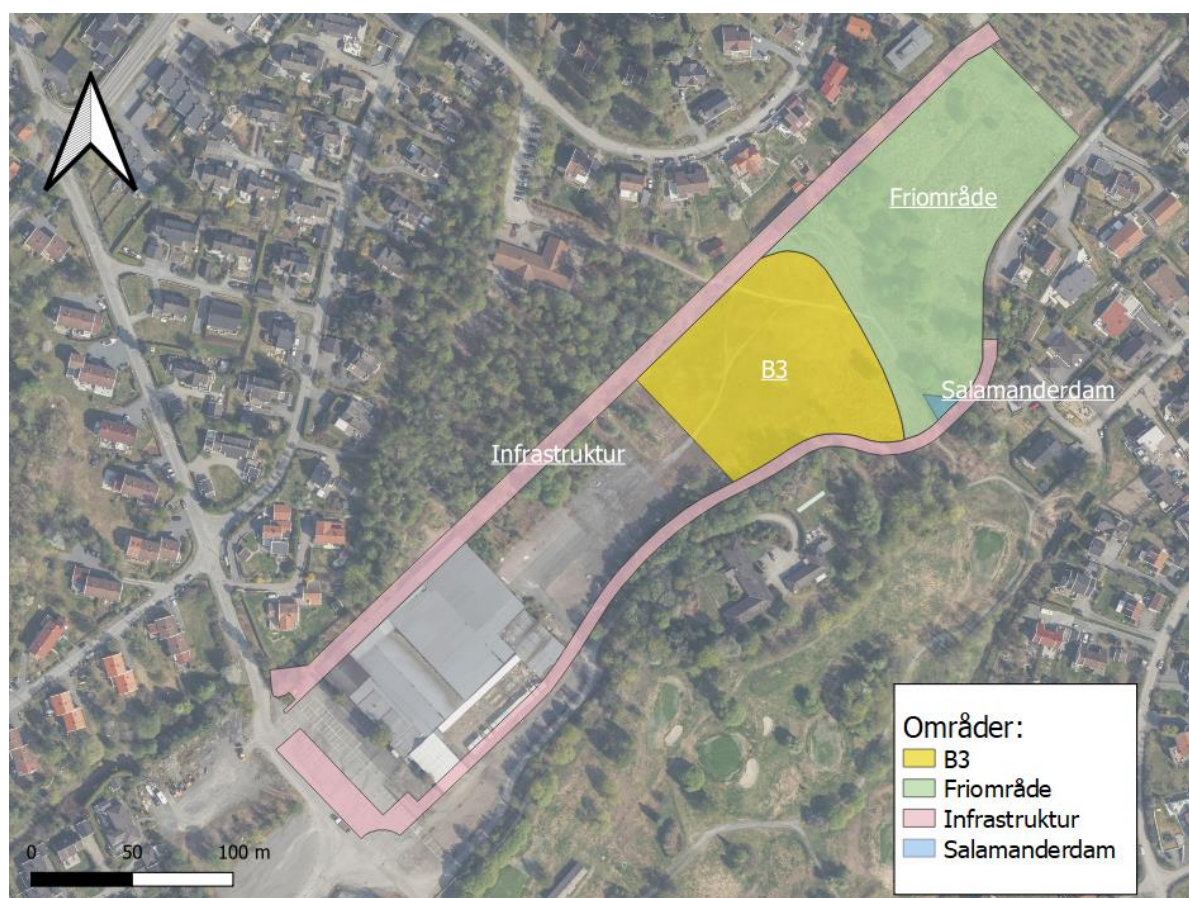 Friområde
B3
Salamanderdam
Infrastruktur
Områder:
B3
Friområde
Infrastruktur
Salamanderdam
0 50 100 m